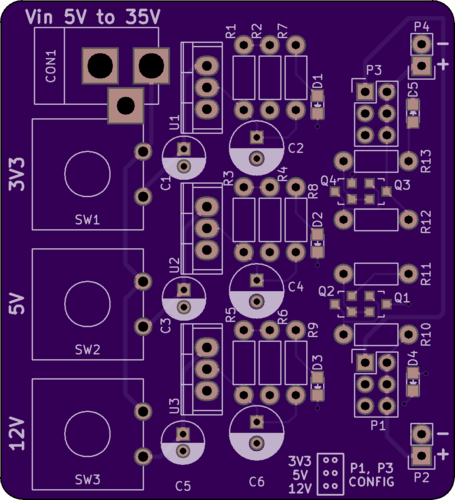 Vin 5V to 35V
R1 R2 R7
P4
CON1
−
+
P3
D1
D5
U1
C2
C1
R13
3V3
R3 R4 R8
Q4 Q3
SW1
R12
D2
U2
R11
C4
5V
C3
Q2 Q1
R5 R6 R9
R10
SW2
D3
D4
U3
P1
12V
−
+
C5 C6
SW3
P2
3V3
5V
12V
P1, P3
CONFIG